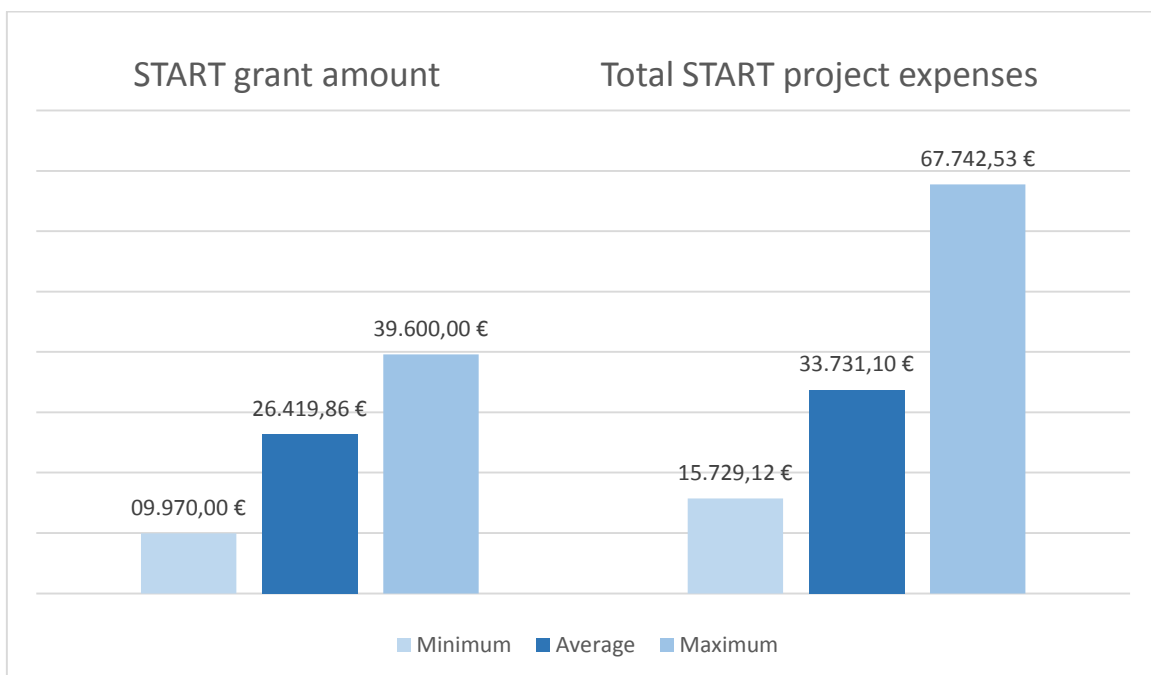 START grant amount
Total START project expenses
67.742,53 €
39.600,00 €
33.731,10 €
26.419,86 €
15.729,12 €
09.970,00 €
Minimum Average Maximum